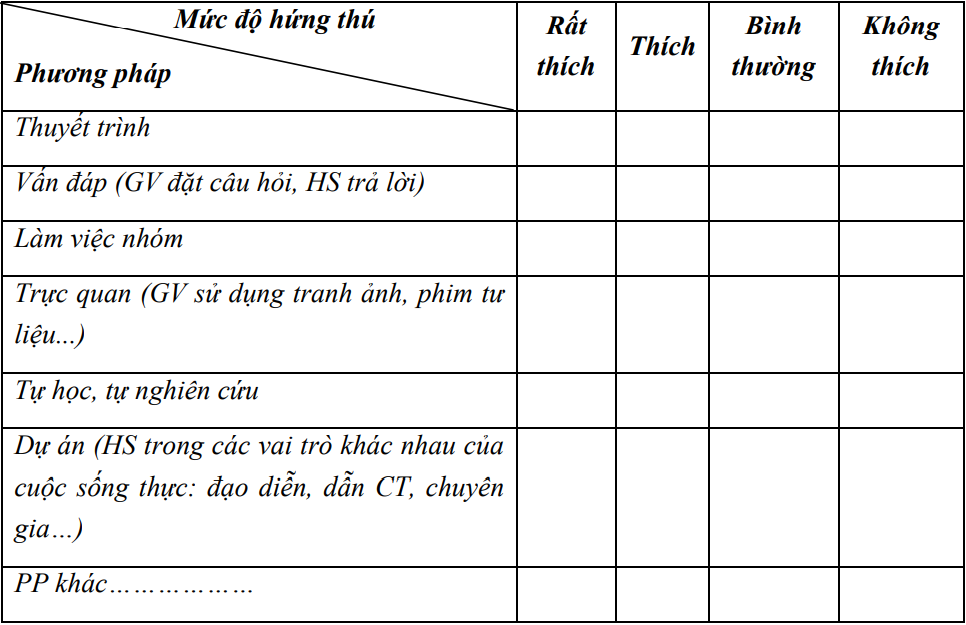 Mức độ hứng thú
Phương pháp
Rất
thích
Thích
Bình
thường
Không
thích
Thuyết trình
Vấn đáp (GV đặt câu hỏi, HS trả lời)
Làm việc nhóm
Trực quan (GV sử dụng tranh ảnh, phim tư
liệu...)
Tự học, tự nghiên cứu
Dự án (HS trong các vai trò khác nhau của
cuộc sống thực: đạo diễn, dẫn CT, chuyên
gia…)
PP khác………………